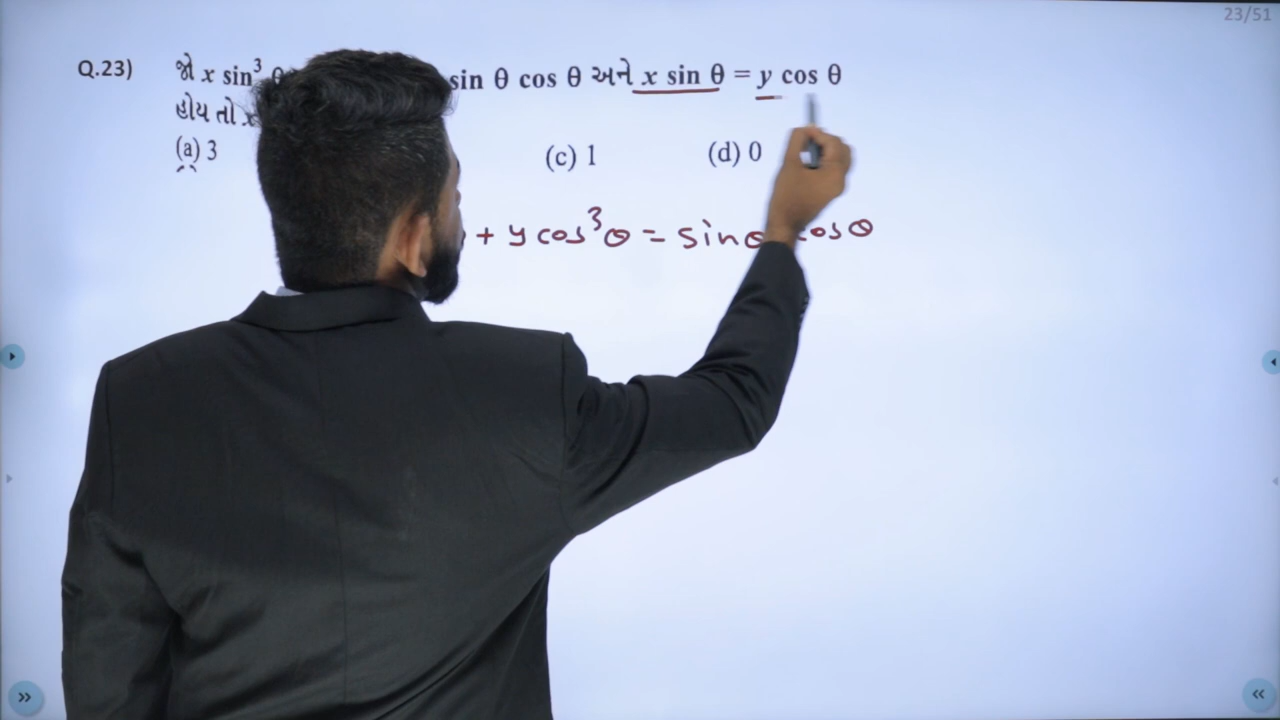 23/51
Q.23) જો x sin³ θ sin θ cos θ અને x sin θ = y cos θ
હોય તો x
(a) 3 (c) 1 (d) 0
+ y cos³θ = sinθ cosθ